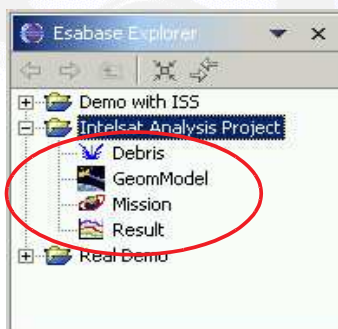 Esabase Explorer
Demo with ISS
Intelsat Analysis Project
Debris
GeomModel
Mission
Result
Real Demo